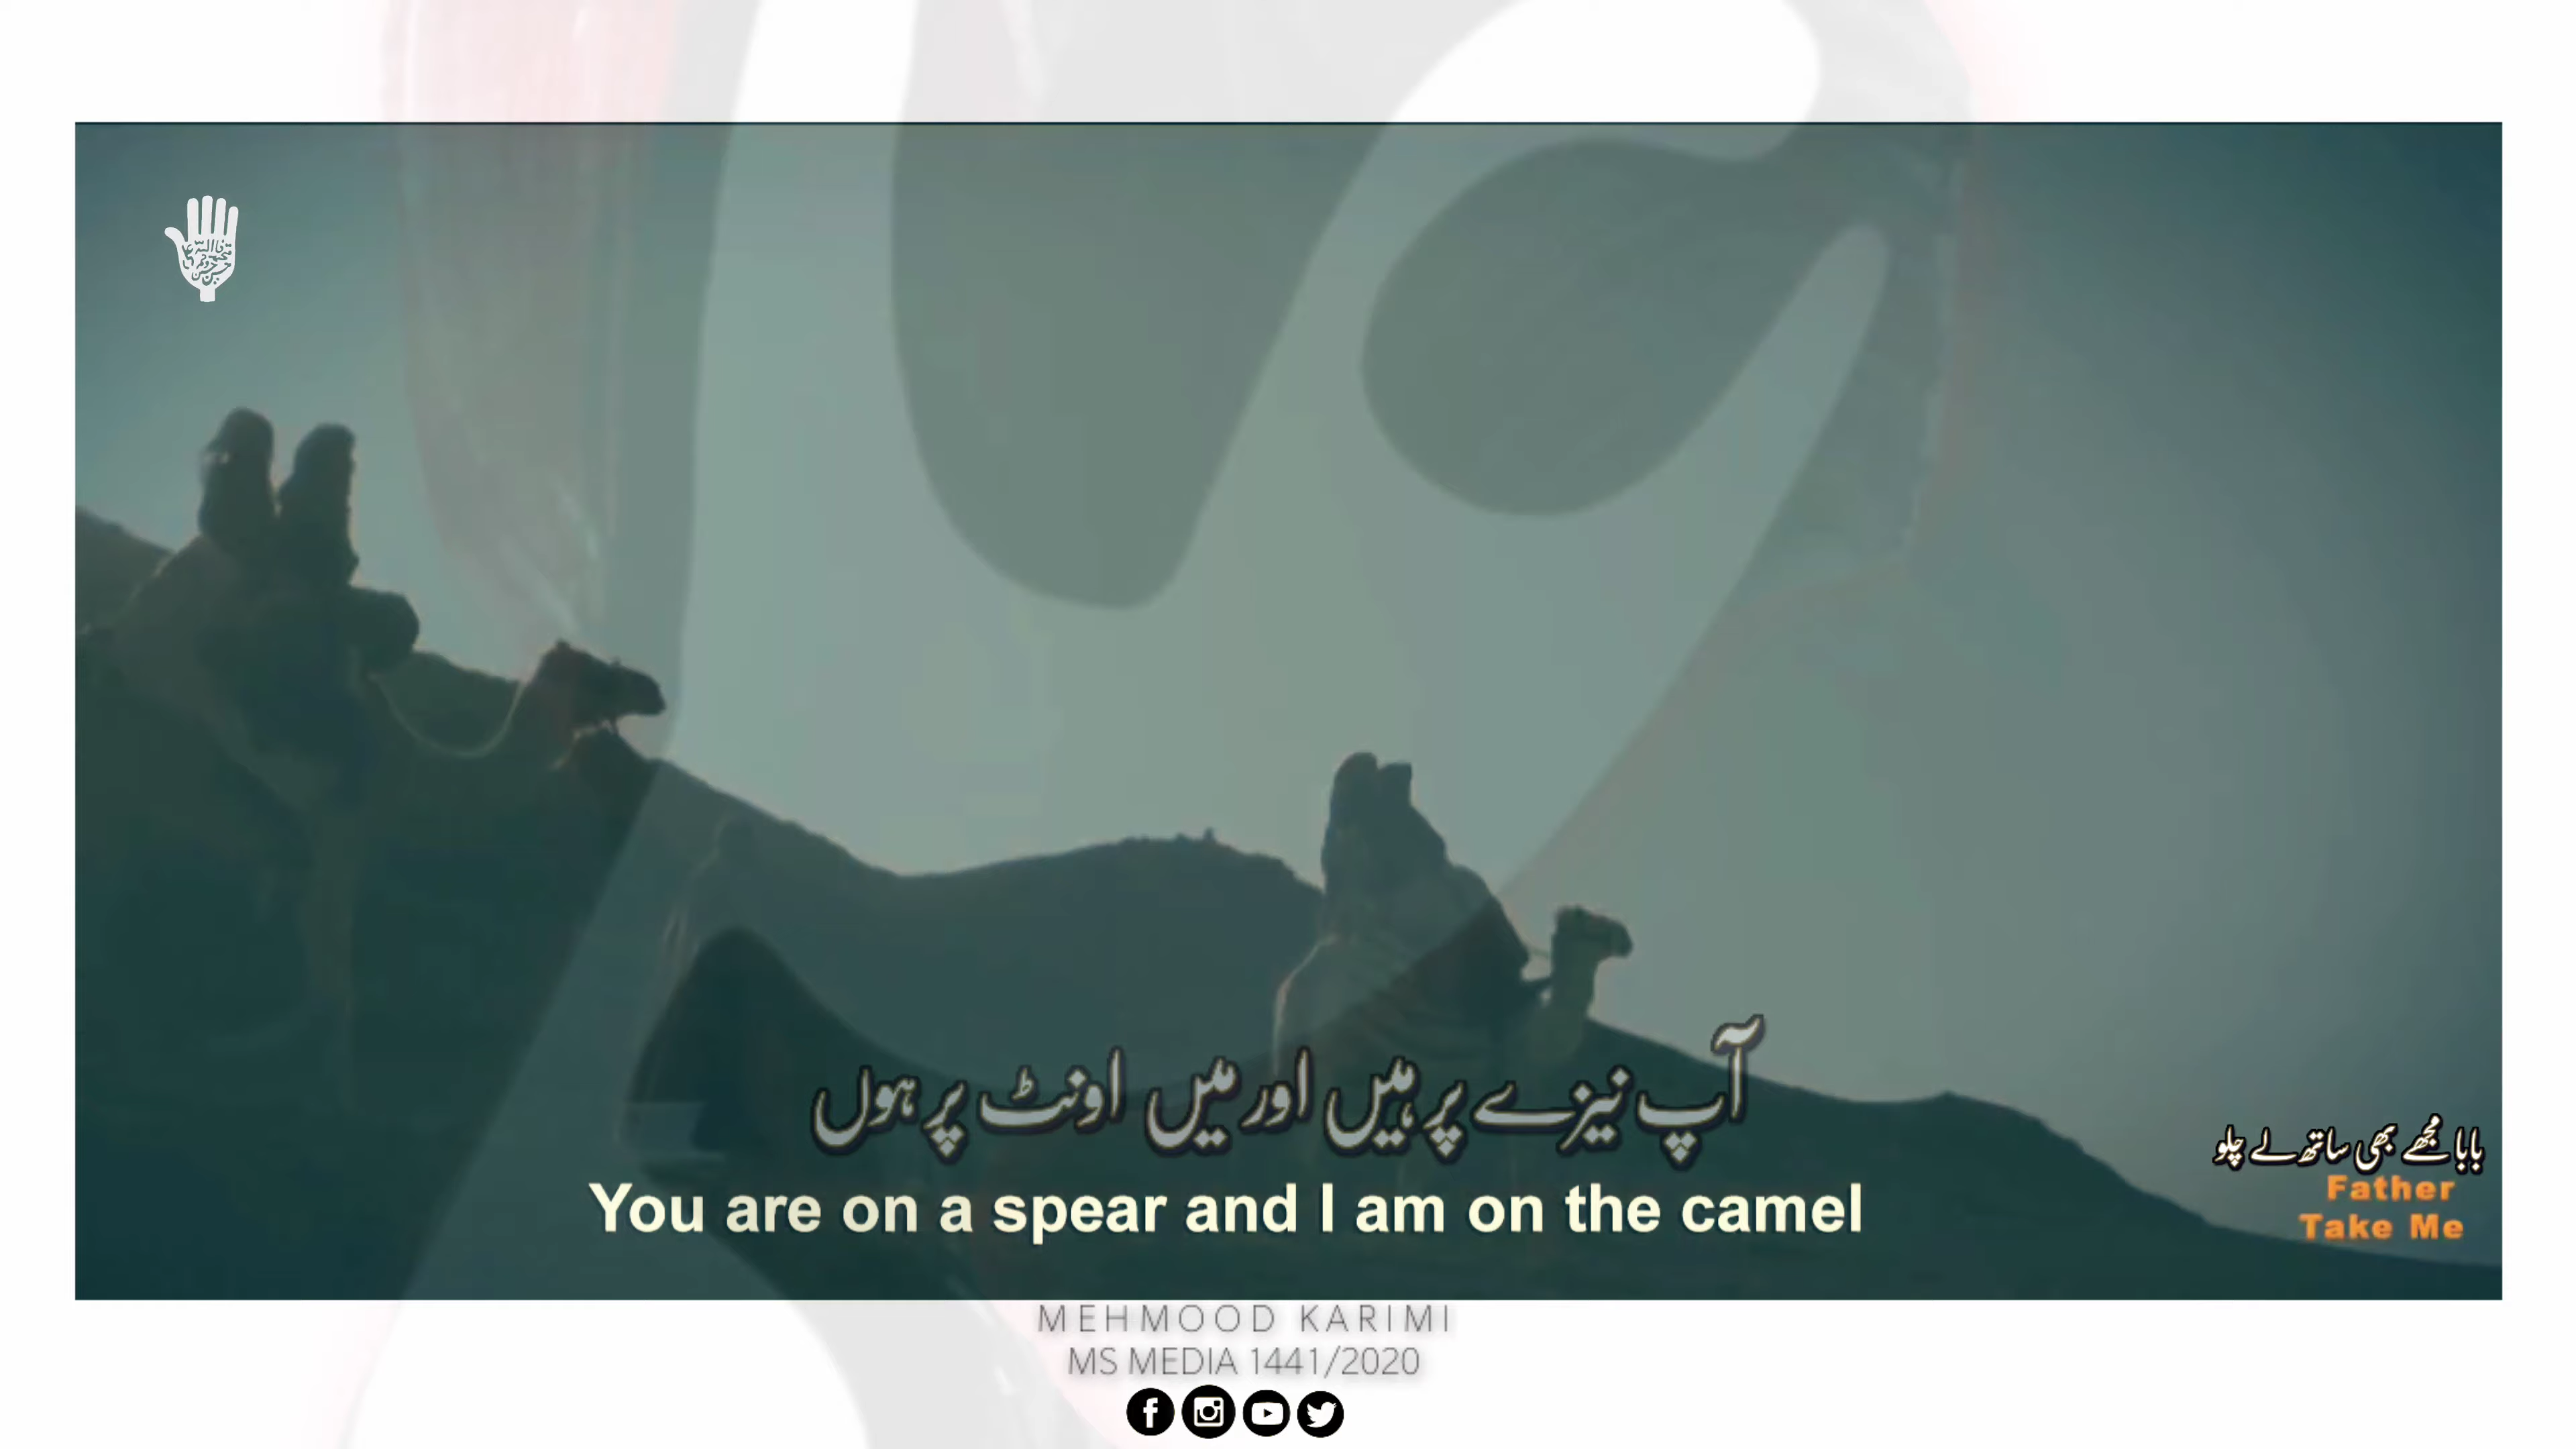 آپ نیزے پر ہیں اور میں اونٹ پر ہوں
You are on a spear and I am on the camel
بابا مجھے بھی ساتھ لے چلو
Father
Take Me
MEHMOOD KARIMI
MS MEDIA 1441/2020